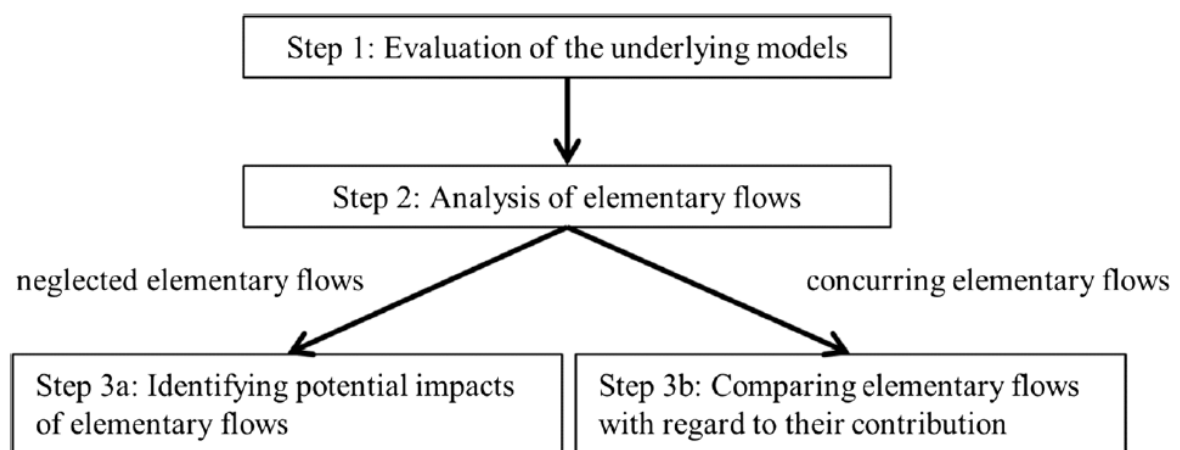 Step 1: Evaluation of the underlying models
Step 2: Analysis of elementary flows
neglected elementary flows
concurring elementary flows
Step 3a: Identifying potential impacts
of elementary flows
Step 3b: Comparing elementary flows
with regard to their contribution